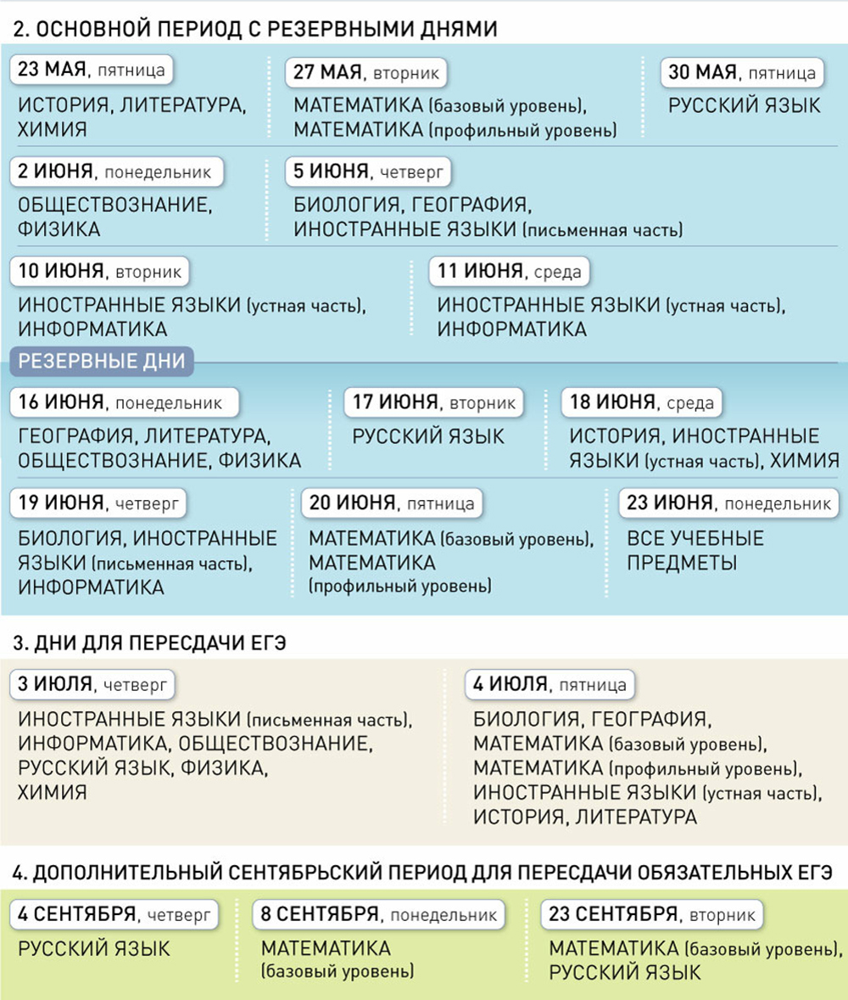 2. ОСНОВНОЙ ПЕРИОД С РЕЗЕРВНЫМИ ДНЯМИ
23 МАЯ, пятница
ИСТОРИЯ, ЛИТЕРАТУРА,
ХИМИЯ
27 МАЯ, вторник
МАТЕМАТИКА (базовый уровень),
МАТЕМАТИКА (профильный уровень)
30 МАЯ, пятница
РУССКИЙ ЯЗЫК
2 ИЮНЯ, понедельник
ОБЩЕСТВОЗНАНИЕ,
ФИЗИКА
5 ИЮНЯ, четверг
БИОЛОГИЯ, ГЕОГРАФИЯ,
ИНОСТРАННЫЕ ЯЗЫКИ (письменная часть)
10 ИЮНЯ, вторник
ИНОСТРАННЫЕ ЯЗЫКИ (устная часть),
ИНФОРМАТИКА
11 ИЮНЯ, среда
ИНОСТРАННЫЕ ЯЗЫКИ (устная часть),
ИНФОРМАТИКА
РЕЗЕРВНЫЕ ДНИ
16 ИЮНЯ, понедельник
ГЕОГРАФИЯ, ЛИТЕРАТУРА,
ОБЩЕСТВОЗНАНИЕ, ФИЗИКА
17 ИЮНЯ, вторник
РУССКИЙ ЯЗЫК
18 ИЮНЯ, среда
ИСТОРИЯ, ИНОСТРАННЫЕ
ЯЗЫКИ (устная часть), ХИМИЯ
19 ИЮНЯ, четверг
БИОЛОГИЯ, ИНОСТРАННЫЕ
ЯЗЫКИ (письменная часть),
ИНФОРМАТИКА
20 ИЮНЯ, пятница
МАТЕМАТИКА (базовый уровень),
МАТЕМАТИКА
(профильный уровень)
23 ИЮНЯ, понедельник
ВСЕ УЧЕБНЫЕ
ПРЕДМЕТЫ
3. ДНИ ДЛЯ ПЕРЕСДАЧИ ЕГЭ
3 ИЮЛЯ, четверг
ИНОСТРАННЫЕ ЯЗЫКИ (письменная часть),
ИНФОРМАТИКА, ОБЩЕСТВОЗНАНИЕ,
РУССКИЙ ЯЗЫК, ФИЗИКА,
ХИМИЯ
4 ИЮЛЯ, пятница
БИОЛОГИЯ, ГЕОГРАФИЯ,
МАТЕМАТИКА (базовый уровень),
МАТЕМАТИКА (профильный уровень),
ИНОСТРАННЫЕ ЯЗЫКИ (устная часть),
ИСТОРИЯ, ЛИТЕРАТУРА
4. ДОПОЛНИТЕЛЬНЫЙ СЕНТЯБРЬСКИЙ ПЕРИОД ДЛЯ ПЕРЕСДАЧИ ОБЯЗАТЕЛЬНЫХ ЕГЭ
4 СЕНТЯБРЯ, четверг
РУССКИЙ ЯЗЫК
8 СЕНТЯБРЯ, понедельник
МАТЕМАТИКА
(базовый уровень)
23 СЕНТЯБРЯ, вторник
МАТЕМАТИКА (базовый уровень),
РУССКИЙ ЯЗЫК